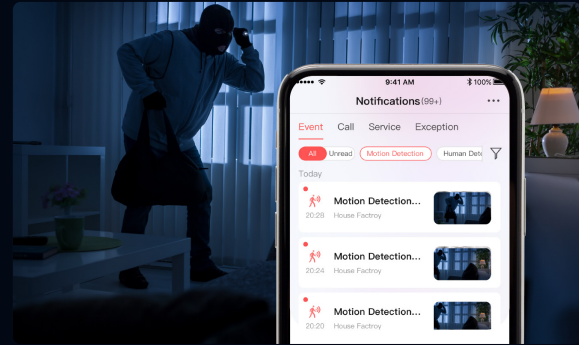 9:41 AM
100%
Notifications (99+)
Event Call Service Exception
All Unread Motion Detection Human Dete
Today
Motion Detection...
20:28 House Factroy
Motion Detection...
20:24 House Factroy
Motion Detection...
20:20 House Factroy